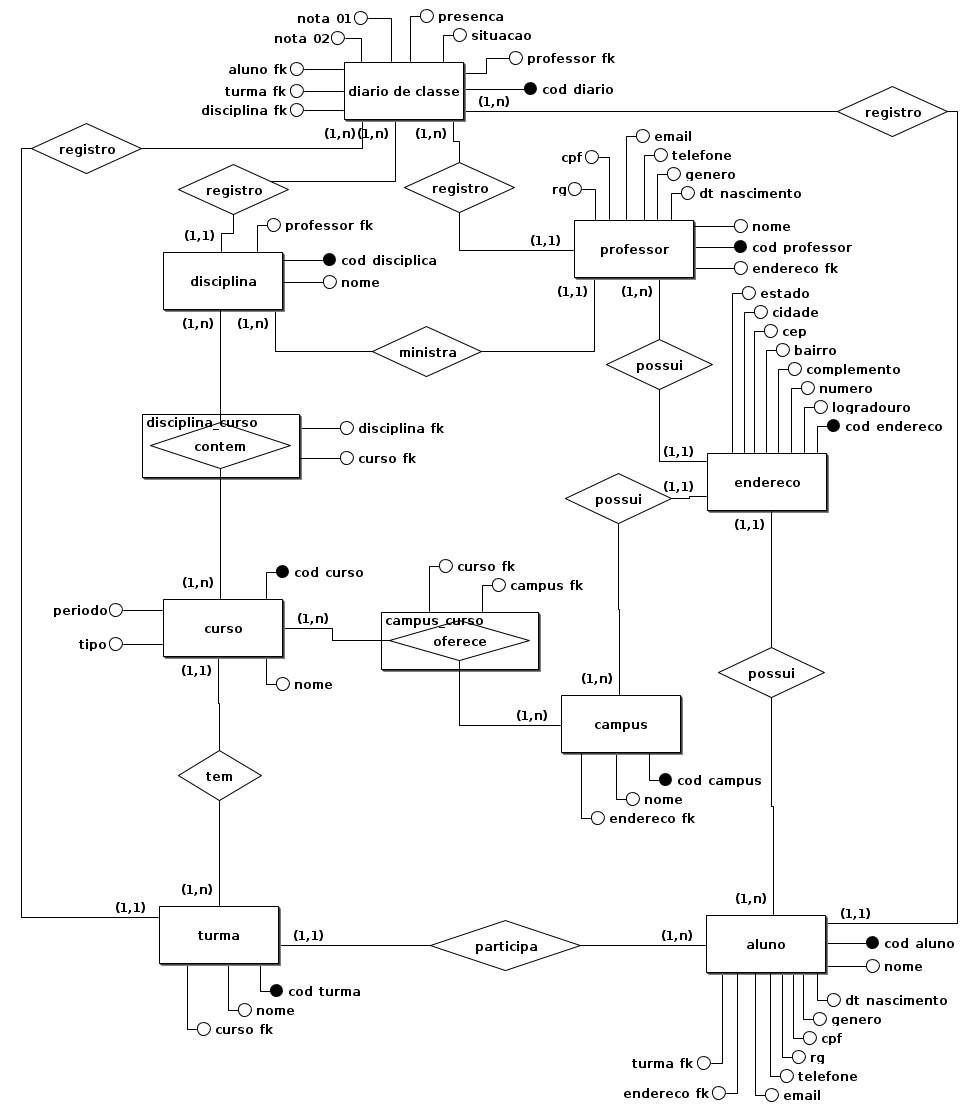 nota 01
presenca
nota 02
situacao
aluno fk
professor fk
turma fk
diario de classe
cod diario
disciplina fk
(1,n)
registro
(1,n)
(1,n)
(1,n)
registro
email
cpf
telefone
genero
registro
registro
rg
dt nascimento
professor fk
nome
(1,1)
(1,1)
professor
cod professor
cod disciplica
endereco fk
disciplina
nome
(1,1)
(1,n)
estado
(1,n)
(1,n)
cidade
cep
ministra
bairro
possui
complemento
numero
logradouro
disciplina_curso
disciplina fk
cod endereco
contem
curso fk
(1,1)
endereco
(1,1)
possui
(1,1)
curso fk
cod curso
(1,n)
campus fk
periodo
(1,n)
campus_curso
curso
oferece
tipo
(1,1)
(1,n)
possui
nome
(1,n)
campus
tem
cod campus
nome
endereco fk
(1,n)
(1,n)
(1,1)
(1,1)
turma
(1,1)
participa
(1,n)
aluno
cod aluno
nome
cod turma
dt nascimento
nome
genero
curso fk
cpf
rg
turma fk
telefone
endereco fk
email